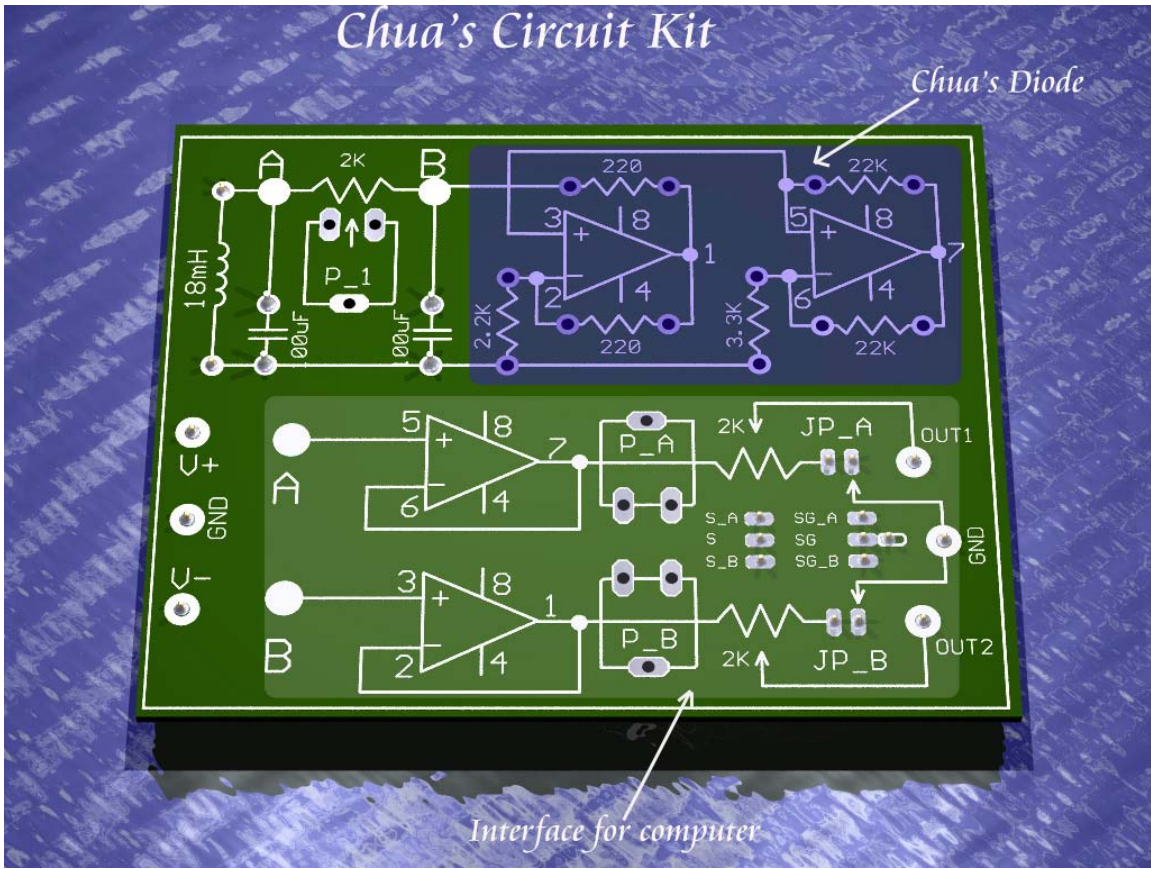 Chua's Circuit Kit
Chua's Diode
A
2K
B
220
22K
3
+
8
1
5
+
8
7
18mH
P_1
−
2
4
−
6
4
100uF
100uF
2.2K
220
3.3K
22K
V+
GND
V-
A
5
+
8
7
−
6
4
P_A
2K
JP_A
OUT1
S_A
SG_A
S
SG
S_B
SG_B
GND
B
3
+
8
1
−
2
4
P_B
2K
JP_B
OUT2
Interface for computer